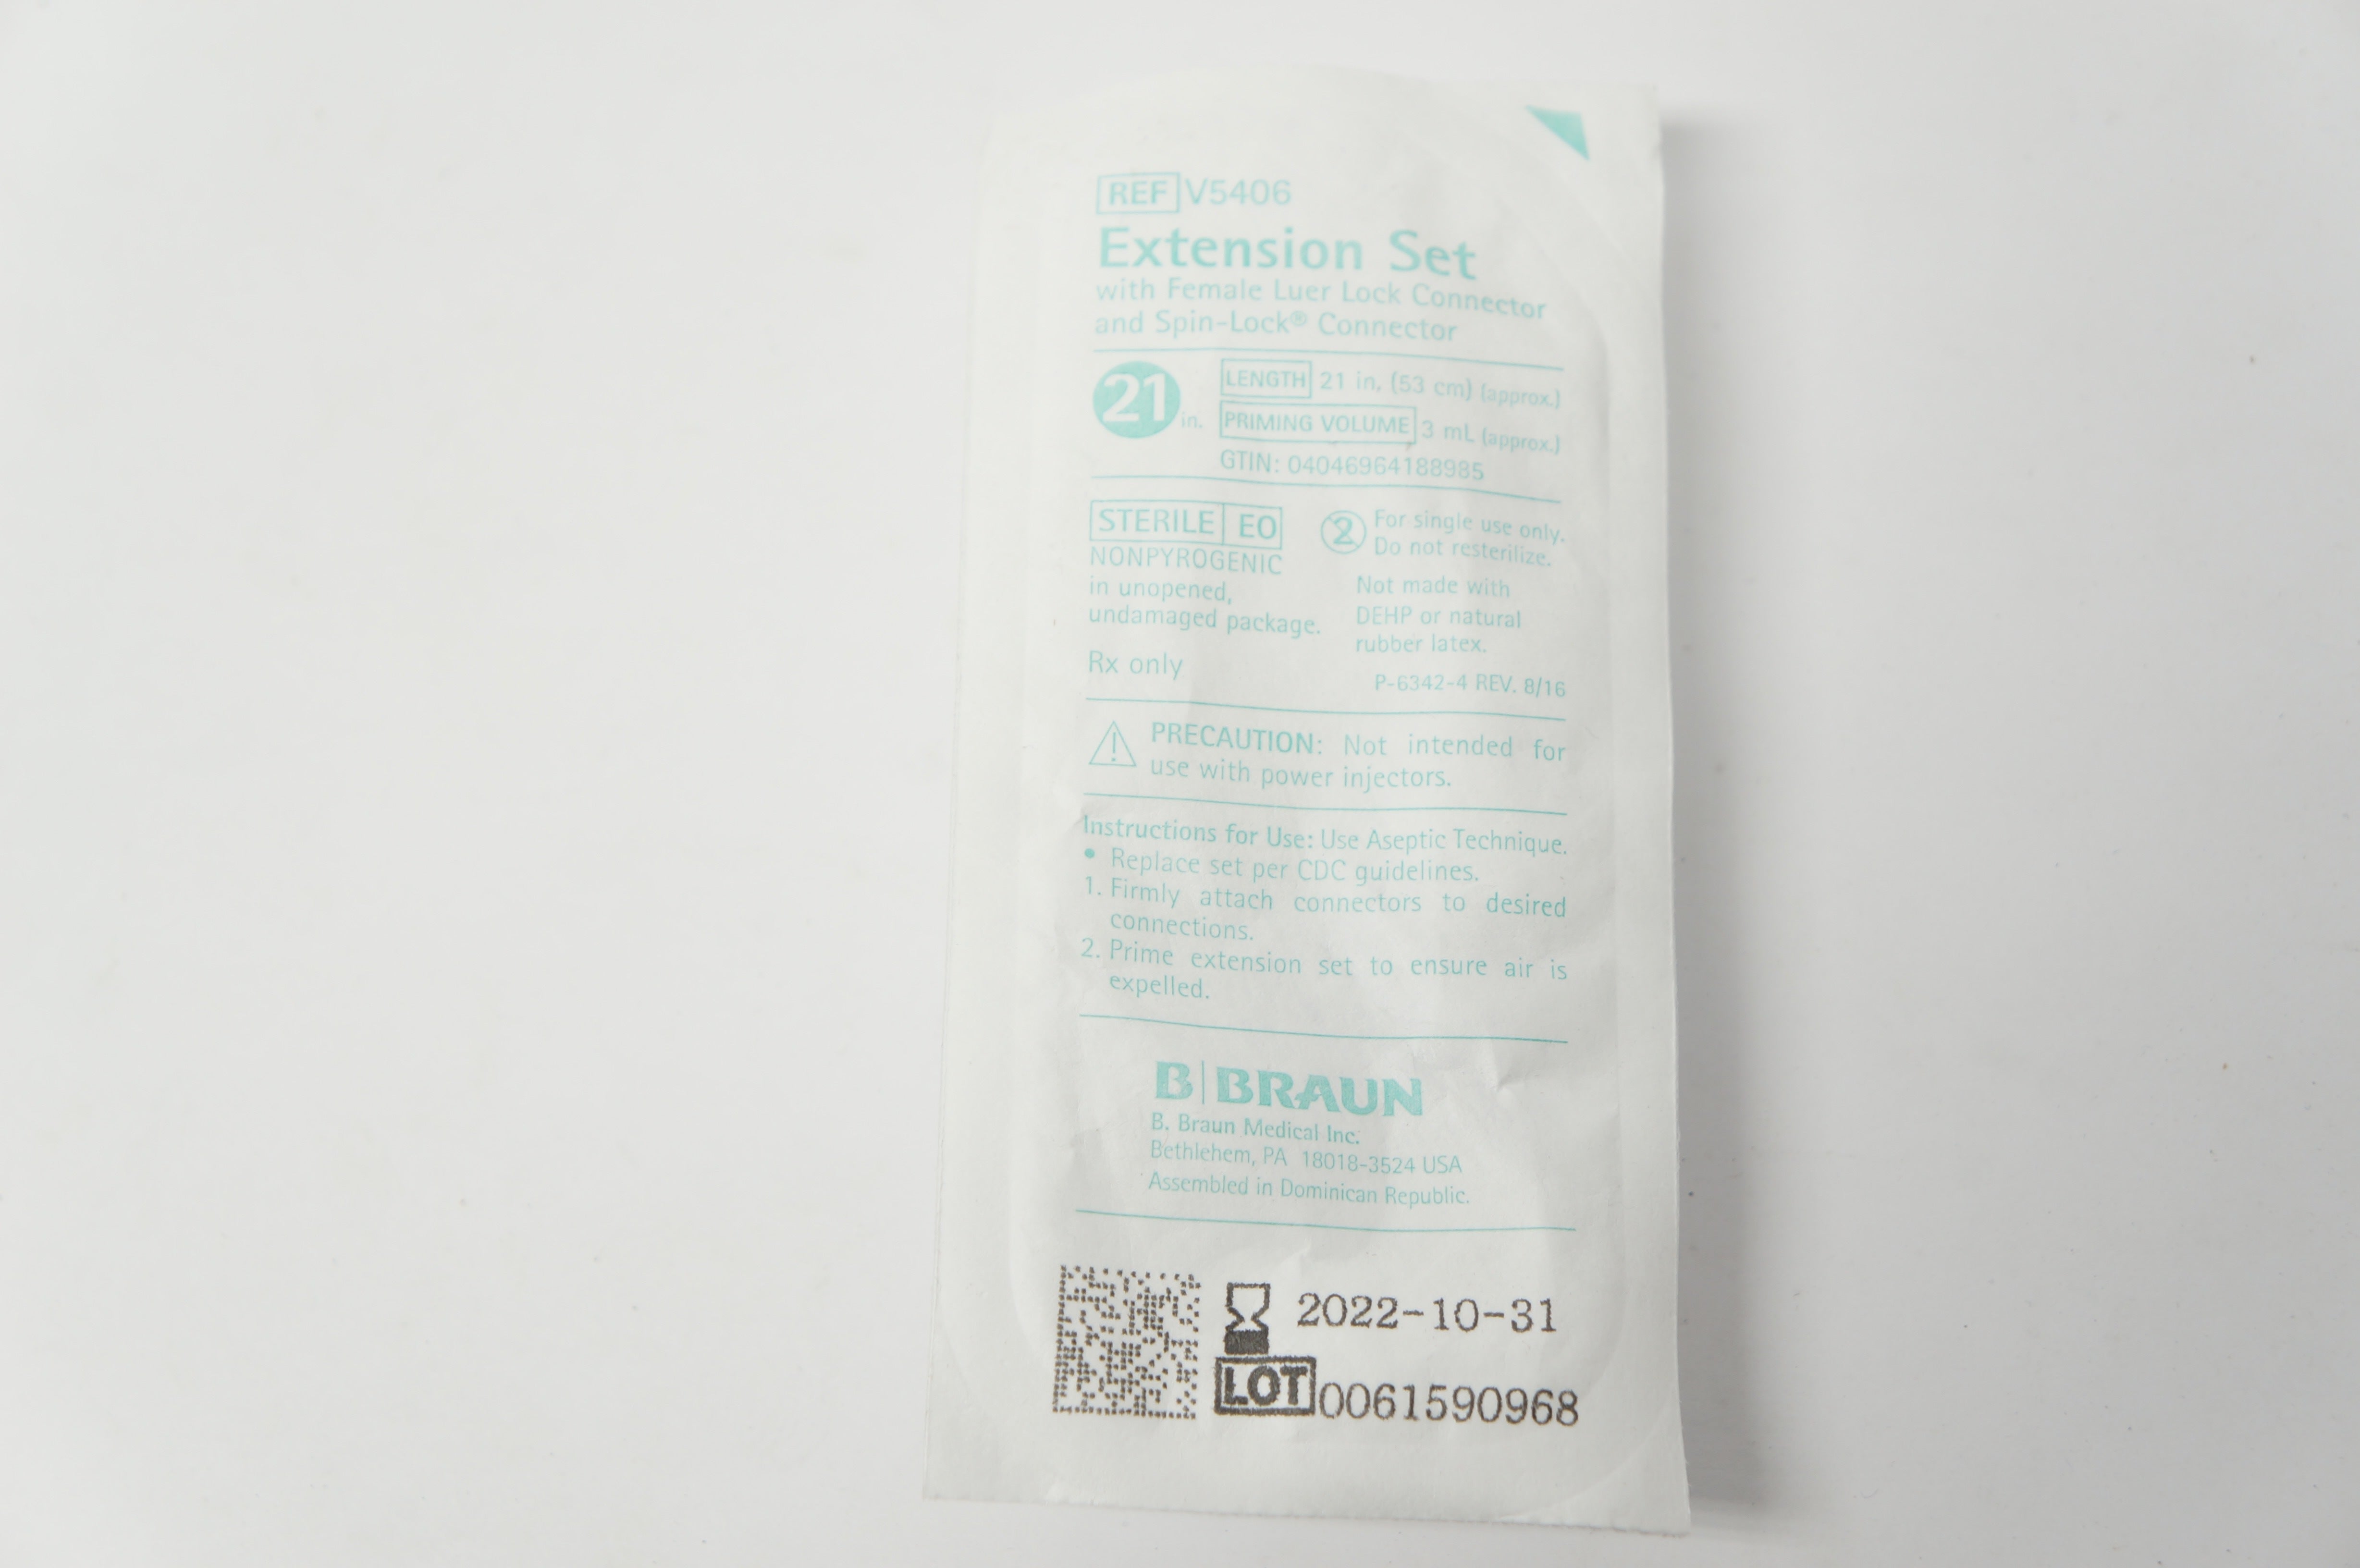 REF V5406
Extension Set
with Female Luer Lock Connector
and Spin-Lock® Connector
21 in.
LENGTH 21 in. (53 cm) (approx.)
PRIMING VOLUME 3 mL (approx.)
GTIN: 04046964188985
STERILE EO
NONPYROGENIC
in unopened,
undamaged package.
Rx only
2 For single use only.
Do not resterilize.
Not made with
DEHP or natural
rubber latex.
P-6342-4 REV. 8/16
PRECAUTION: Not intended for
use with power injectors.
Instructions for Use: Use Aseptic Technique.
• Replace set per CDC guidelines.
1. Firmly attach connectors to desired
connections.
2. Prime extension set to ensure air is
expelled.
B|BRAUN
B. Braun Medical Inc.
Bethlehem, PA 18018-3524 USA
Assembled in Dominican Republic.
2022-10-31
LOT 0061590968